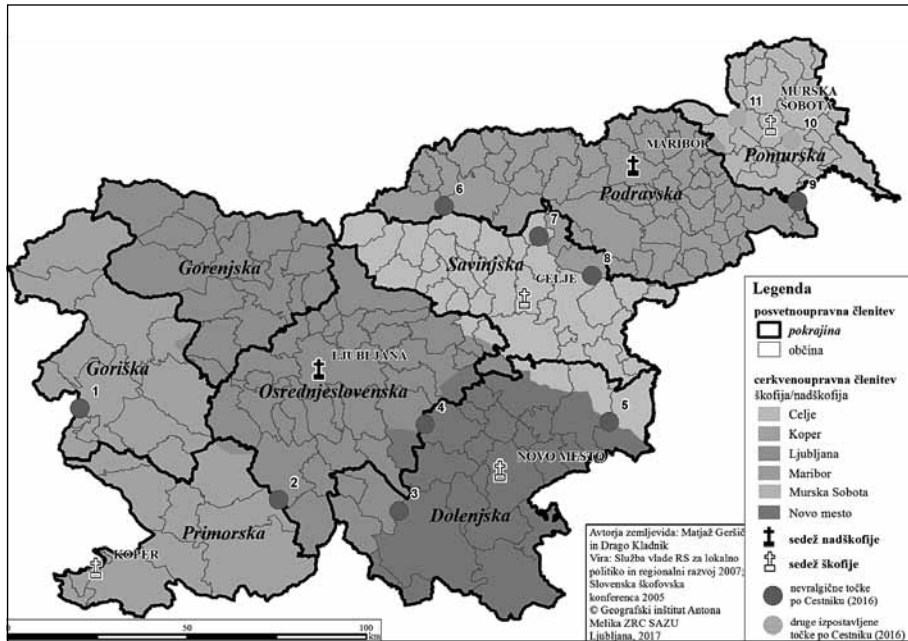 MURSKA
SOBOTA
11
10
Pomurska
MARIBOR
Podravska
9
6
7
Savinjska
8
CELJE
Gorenjska
LJUBLJANA
Osrednjeslovenska
Goriška
1
4
5
NOVO MESTO
2
3
Dolenjska
Primorska
KOPER
0
50
100
km
Legenda
posvetnoupravna členitev
pokrajina
občina
cerkvenoupravna členitev
škofija/nadškofija
Celje
Koper
Ljubljana
Maribor
Murska Sobota
Novo mesto
sedež nadškofije
sedež škofije
nevralgične točke
po Cestniku (2016)
druge izpostavljene
točke po Cestniku (2016)
Avtorja zemljevida: Matjaž Geršič
in Drago Kladnik
Vira: Služba vlade RS za lokalno
politiko in regionalni razvoj 2007;
Slovenska škofovska
konferenca 2005
© Geografski inštitut Antona
Melika ZRC SAZU
Ljubljana, 2017